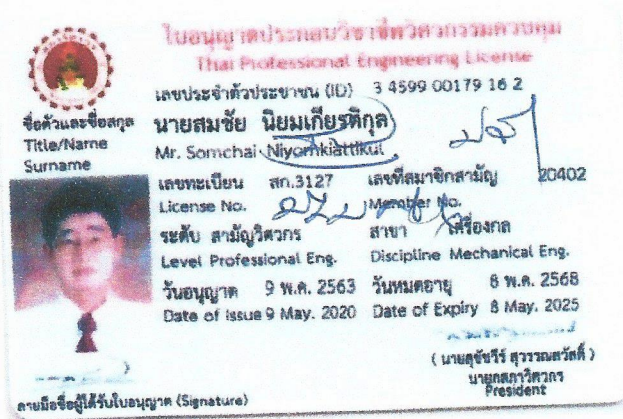 ใบอนุญาตประกอบวิชาชีพวิศวกรรมควบคุม
Thai Professional Engineering License
เลขประจำตัวประชาชน (ID) 3 4599 00179 16 2
ชื่อตัวและชื่อสกุล นายสมชัย นิยมเกียรติกุล
Title/Name Mr. Somchai Niyomkiattikul
Surname
เลขทะเบียน สก.3127 เลขที่สมาชิกสามัญ 20402
License No. Member No.
ระดับ สามัญวิศวกร สาขา เครื่องกล
Level Professional Eng. Discipline Mechanical Eng.
วันอนุญาต 9 พ.ค. 2563 วันหมดอายุ 8 พ.ค. 2568
Date of Issue 9 May. 2020 Date of Expiry 8 May. 2025
( นายสุชัชวีร์ สุวรรณสวัสดิ์ )
นายกสภาวิศวกร
President
ลายมือชื่อผู้ได้รับใบอนุญาต (Signature)